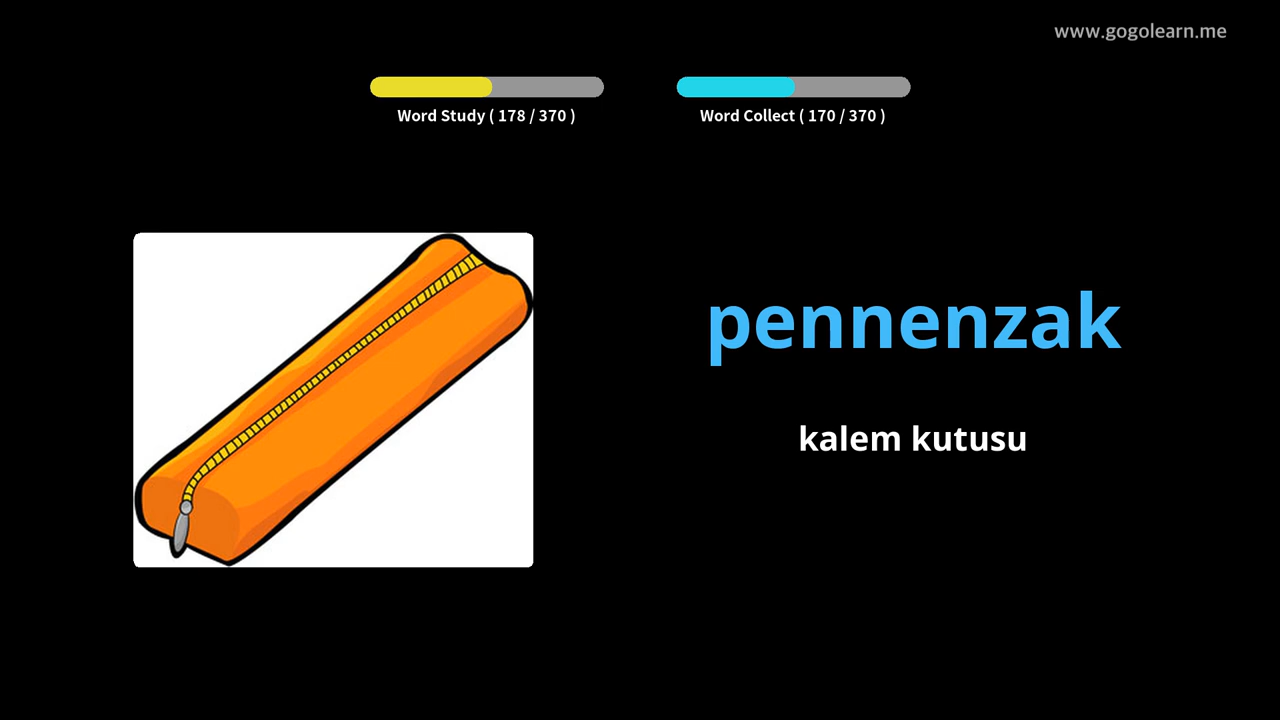 www.gogolearn.me
Word Study ( 178 / 370 )
Word Collect ( 170 / 370 )
pennenzak
kalem kutusu